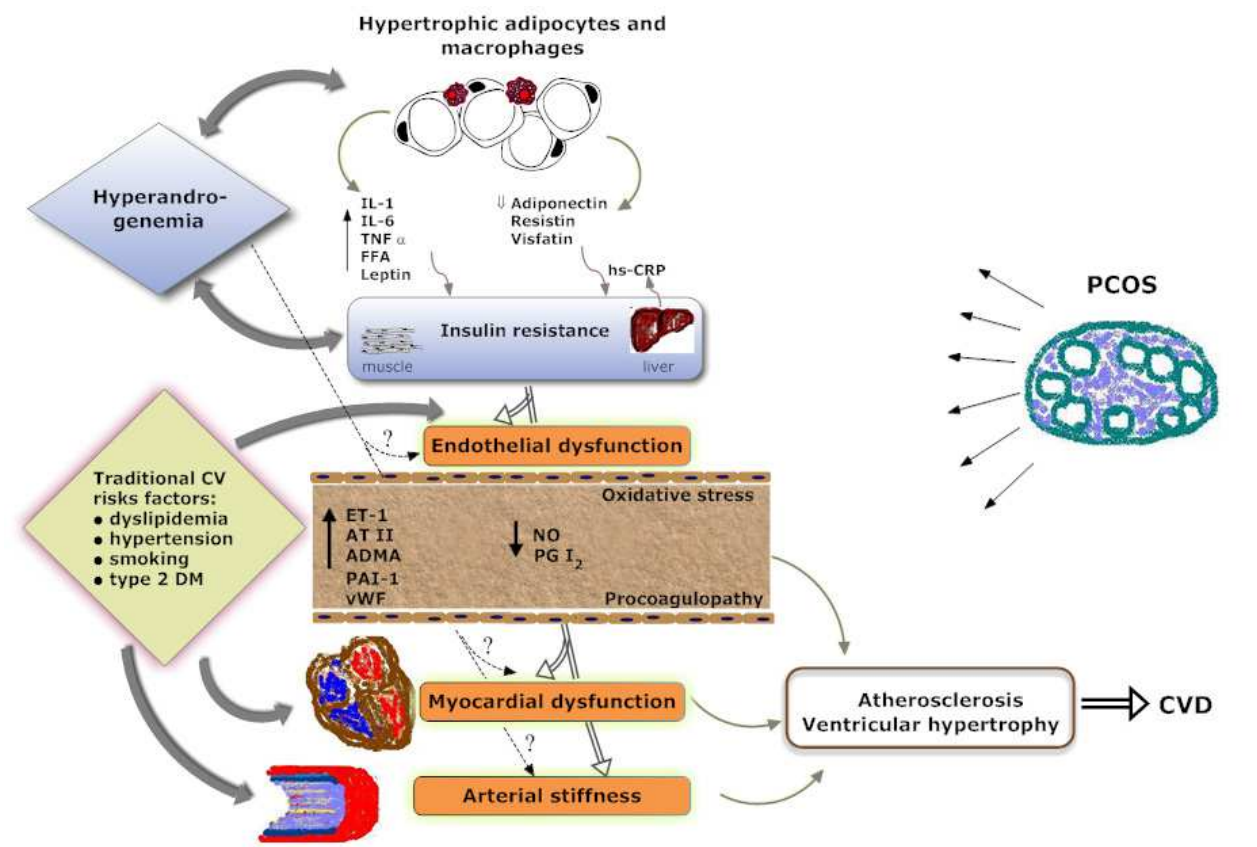 Hypertrophic adipocytes and
macrophages
Hyperandro-
genemia
IL-1
IL-6
TNF α
FFA
Leptin
⇓ Adiponectin
Resistin
Visfatin
hs-CRP
Insulin resistance
muscle
liver
PCOS
?
Endothelial dysfunction
Traditional CV
risks factors:
● dyslipidemia
● hypertension
● smoking
● type 2 DM
Oxidative stress
ET-1
AT II
ADMA
PAI-1
vWF
NO
PG I₂
Procoagulopathy
?
Myocardial dysfunction
?
Arterial stiffness
Atherosclerosis
Ventricular hypertrophy
CVD